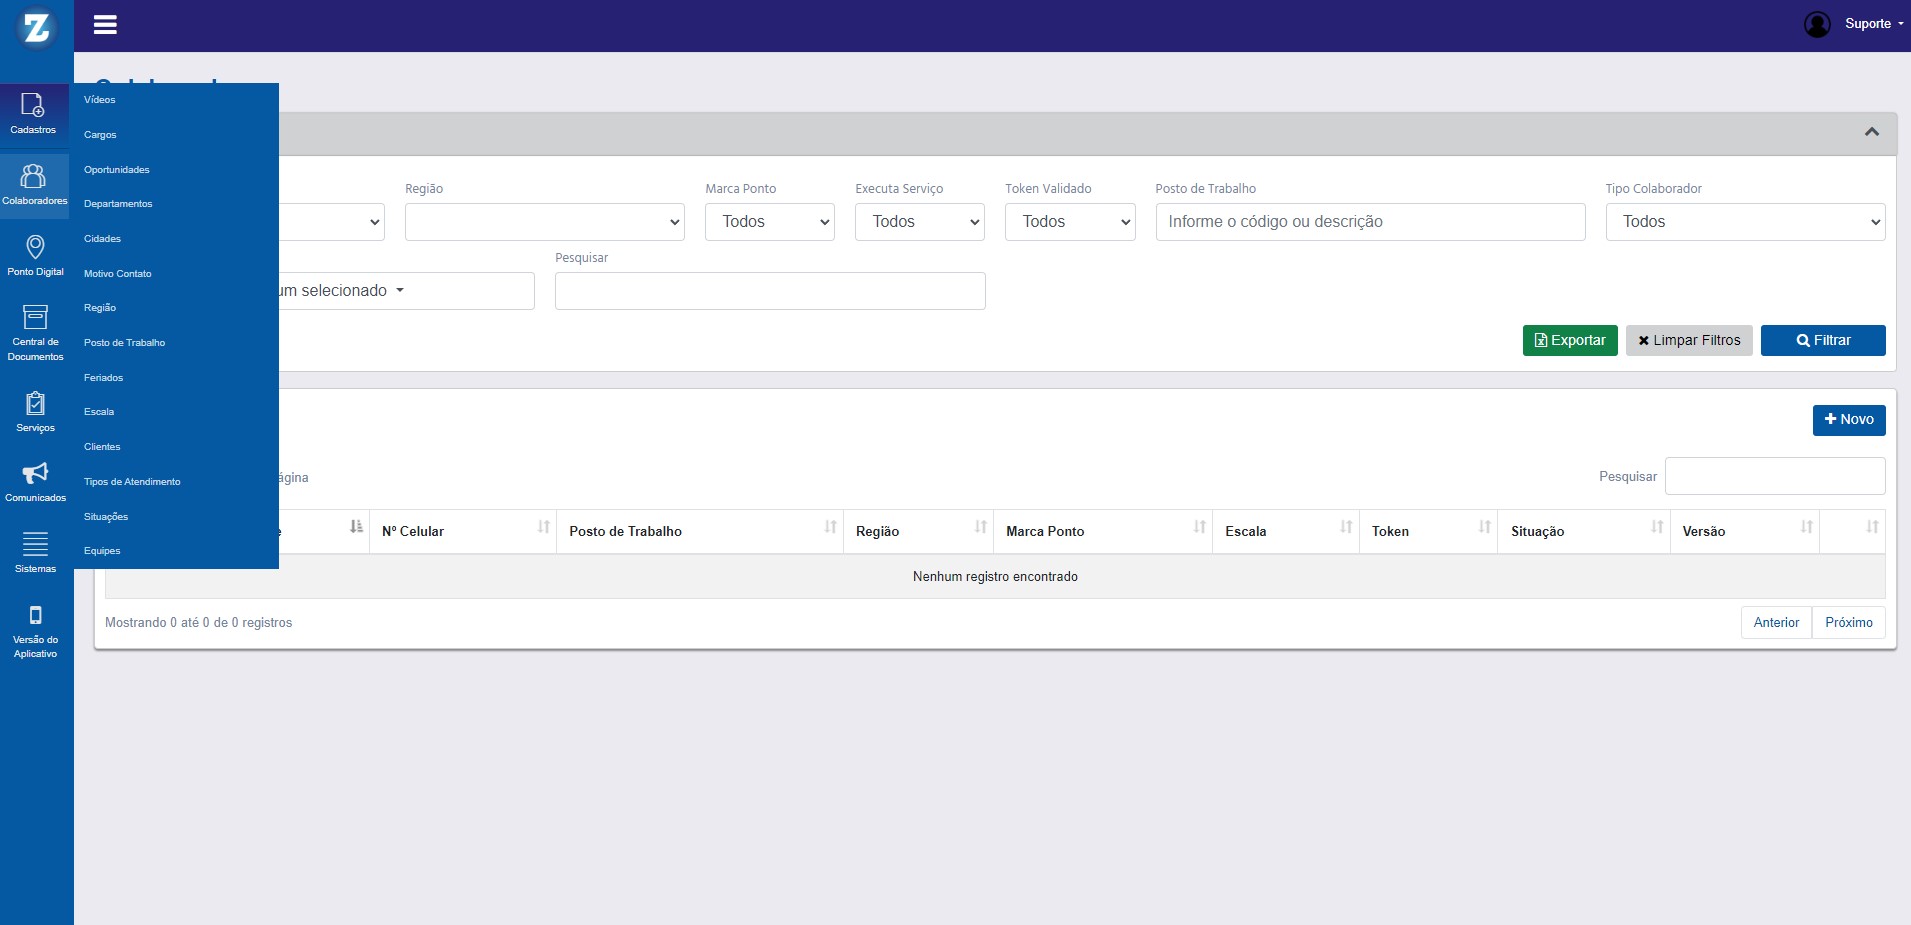 Z
Suporte
Cadastros
Colaboradores
Ponto Digital
Central de
Documentos
Serviços
Comunicados
Sistemas
Versão do
Aplicativo
Vídeos
Cargos
Oportunidades
Departamentos
Cidades
Motivo Contato
Região
Posto de Trabalho
Feriados
Escala
Clientes
Tipos de Atendimento
Situações
Equipes
Região Marca Ponto Executa Serviço Token Validado Posto de Trabalho Tipo Colaborador
Todos Todos Todos Informe o código ou descrição Todos
Pesquisar
um selecionado
Exportar Limpar Filtros Filtrar
Novo
ágina Pesquisar
Nº Celular Posto de Trabalho Região Marca Ponto Escala Token Situação Versão
Nenhum registro encontrado
Mostrando 0 até 0 de 0 registros Anterior Próximo